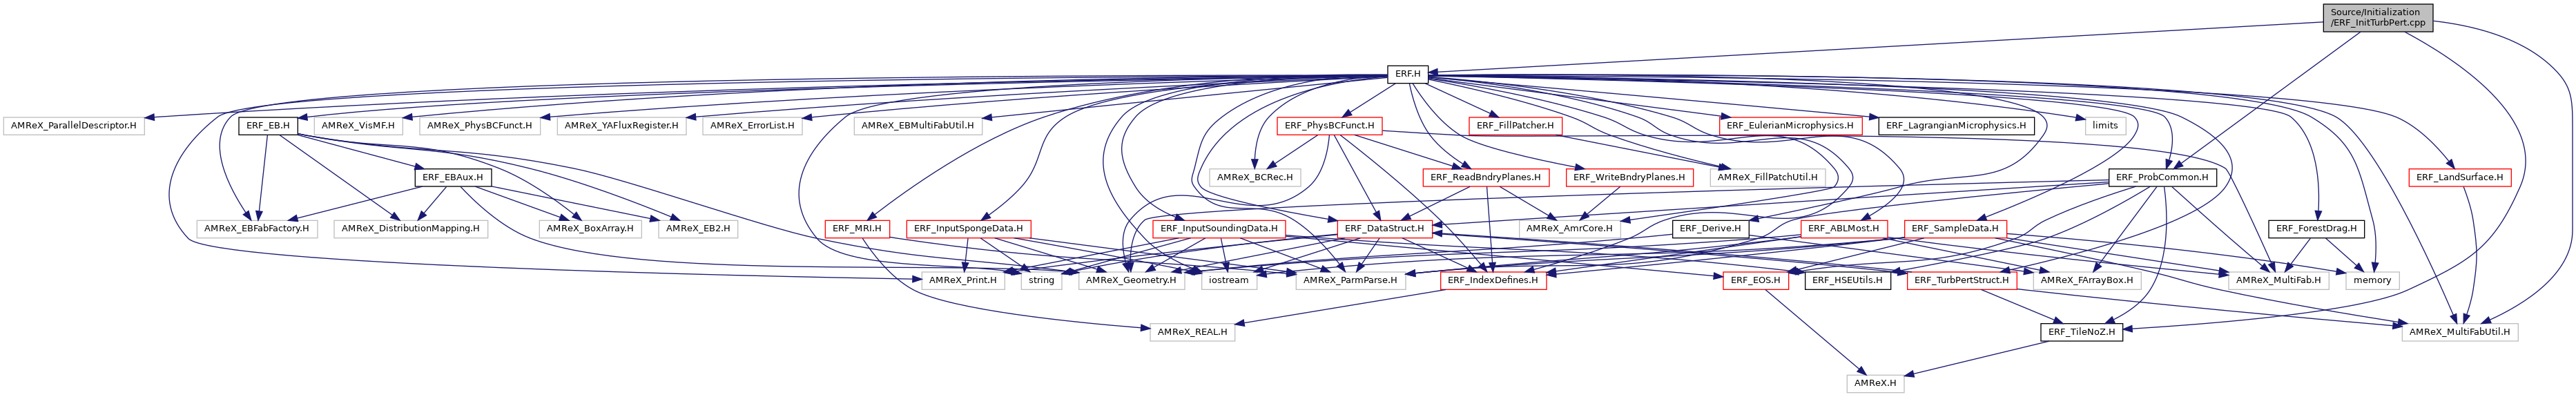 Source/Initialization
/ERF_InitTurbPert.cpp
ERF.H
AMReX_ParallelDescriptor.H
ERF_EB.H
AMReX_VisMF.H
AMReX_PhysBCFunct.H
AMReX_YAFluxRegister.H
AMReX_ErrorList.H
AMReX_EBMultiFabUtil.H
ERF_PhysBCFunct.H
ERF_FillPatcher.H
ERF_EulerianMicrophysics.H
ERF_LagrangianMicrophysics.H
limits
ERF_EBAux.H
AMReX_BCRec.H
ERF_ReadBndryPlanes.H
ERF_WriteBndryPlanes.H
AMReX_FillPatchUtil.H
ERF_ProbCommon.H
ERF_LandSurface.H
AMReX_EBFabFactory.H
AMReX_DistributionMapping.H
AMReX_BoxArray.H
AMReX_EB2.H
ERF_MRI.H
ERF_InputSpongeData.H
ERF_InputSoundingData.H
ERF_DataStruct.H
AMReX_AmrCore.H
ERF_Derive.H
ERF_ABLMost.H
ERF_SampleData.H
ERF_ForestDrag.H
AMReX_Print.H
string
AMReX_Geometry.H
iostream
AMReX_ParmParse.H
ERF_IndexDefines.H
ERF_EOS.H
ERF_HSEUtils.H
ERF_TurbPertStruct.H
AMReX_FArrayBox.H
AMReX_MultiFab.H
memory
AMReX_REAL.H
ERF_TileNoZ.H
AMReX_MultiFabUtil.H
AMReX.H